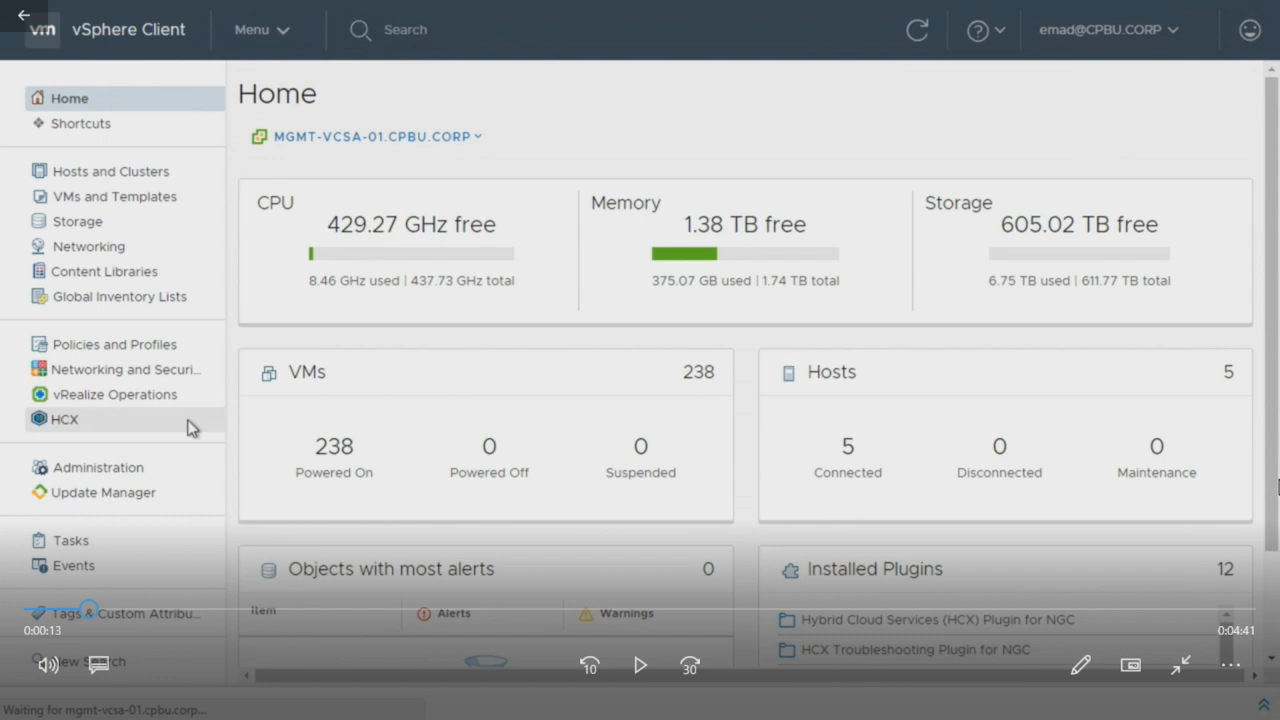 vm vSphere Client Menu Search emad@CPBU.CORP
Home
Shortcuts
Hosts and Clusters
VMs and Templates
Storage
Networking
Content Libraries
Global Inventory Lists
Policies and Profiles
Networking and Securi...
vRealize Operations
HCX
Administration
Update Manager
Tasks
Events
Tags & Custom Attribu...
New Search
Home
MGMT-VCSA-01.CPBU.CORP
CPU
429.27 GHz free
8.46 GHz used | 437.73 GHz total
Memory
1.38 TB free
375.07 GB used | 1.74 TB total
Storage
605.02 TB free
6.75 TB used | 611.77 TB total
VMs 238
238 0 0
Powered On Powered Off Suspended
Hosts 5
5 0 0
Connected Disconnected Maintenance
Objects with most alerts 0
Item Alerts Warnings
Installed Plugins 12
Hybrid Cloud Services (HCX) Plugin for NGC
HCX Troubleshooting Plugin for NGC
0:00:13 0:04:41
10 30
Waiting for mgmt-vcsa-01.cpbu.corp...